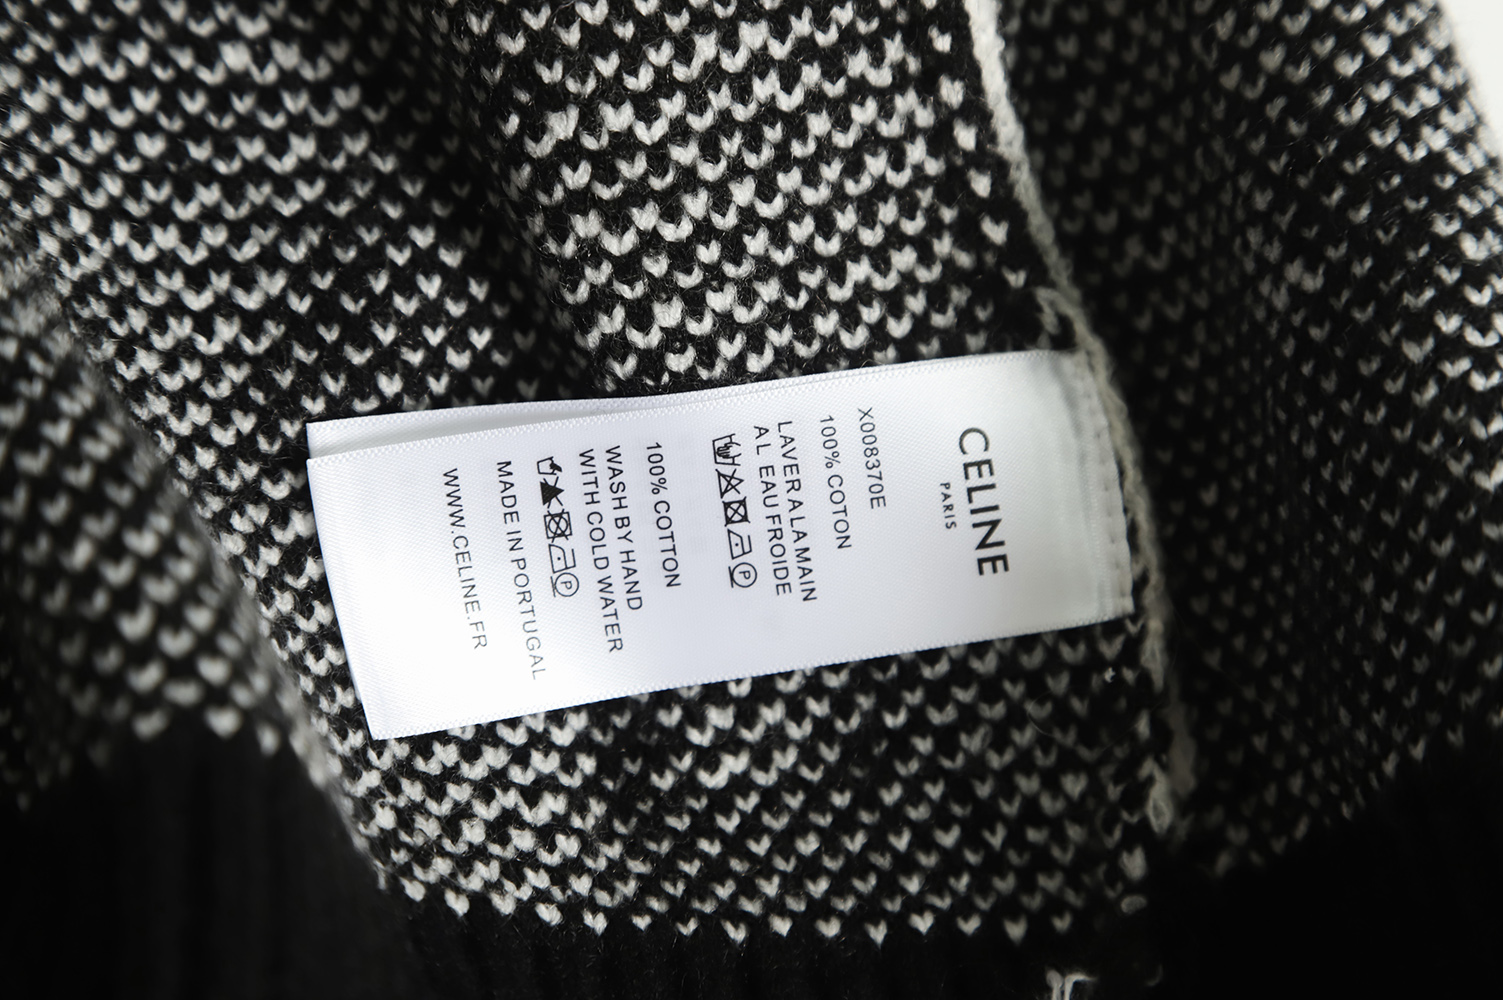 CELINE
PARIS
X008370E
100% COTON
LAVER A LA MAIN
AL EAU FROIDE
P
100% COTTON
WASH BY HAND
WITH COLD WATER
P
MADE IN PORTUGAL
WWW.CELINE.FR